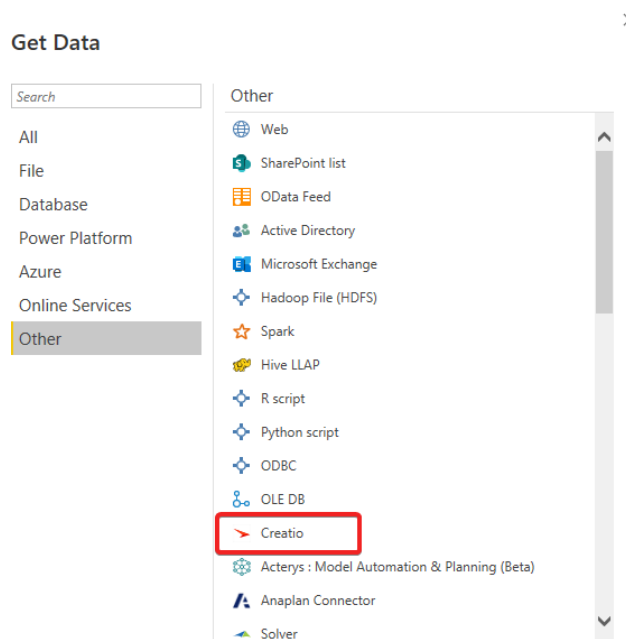 Get Data
Search
All
File
Database
Power Platform
Azure
Online Services
Other
Other
Web
SharePoint list
OData Feed
Active Directory
Microsoft Exchange
Hadoop File (HDFS)
Spark
Hive LLAP
R script
Python script
ODBC
OLE DB
Creatio
Acterys : Model Automation & Planning (Beta)
Anaplan Connector
Solver